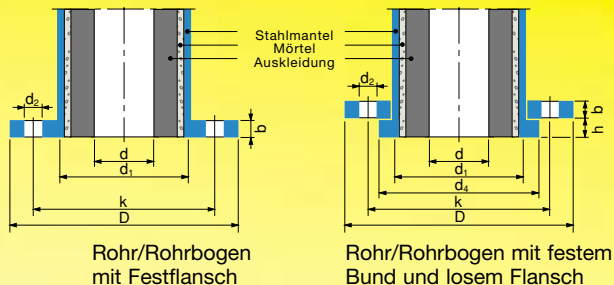 Stahlmantel
Mörtel
Auskleidung
d₂
b
d
d₁
k
D
Rohr/Rohrbogen
mit Festflansch
d₂
b
h
d
d₁
d₄
k
D
Rohr/Rohrbogen mit festem
Bund und losem Flansch